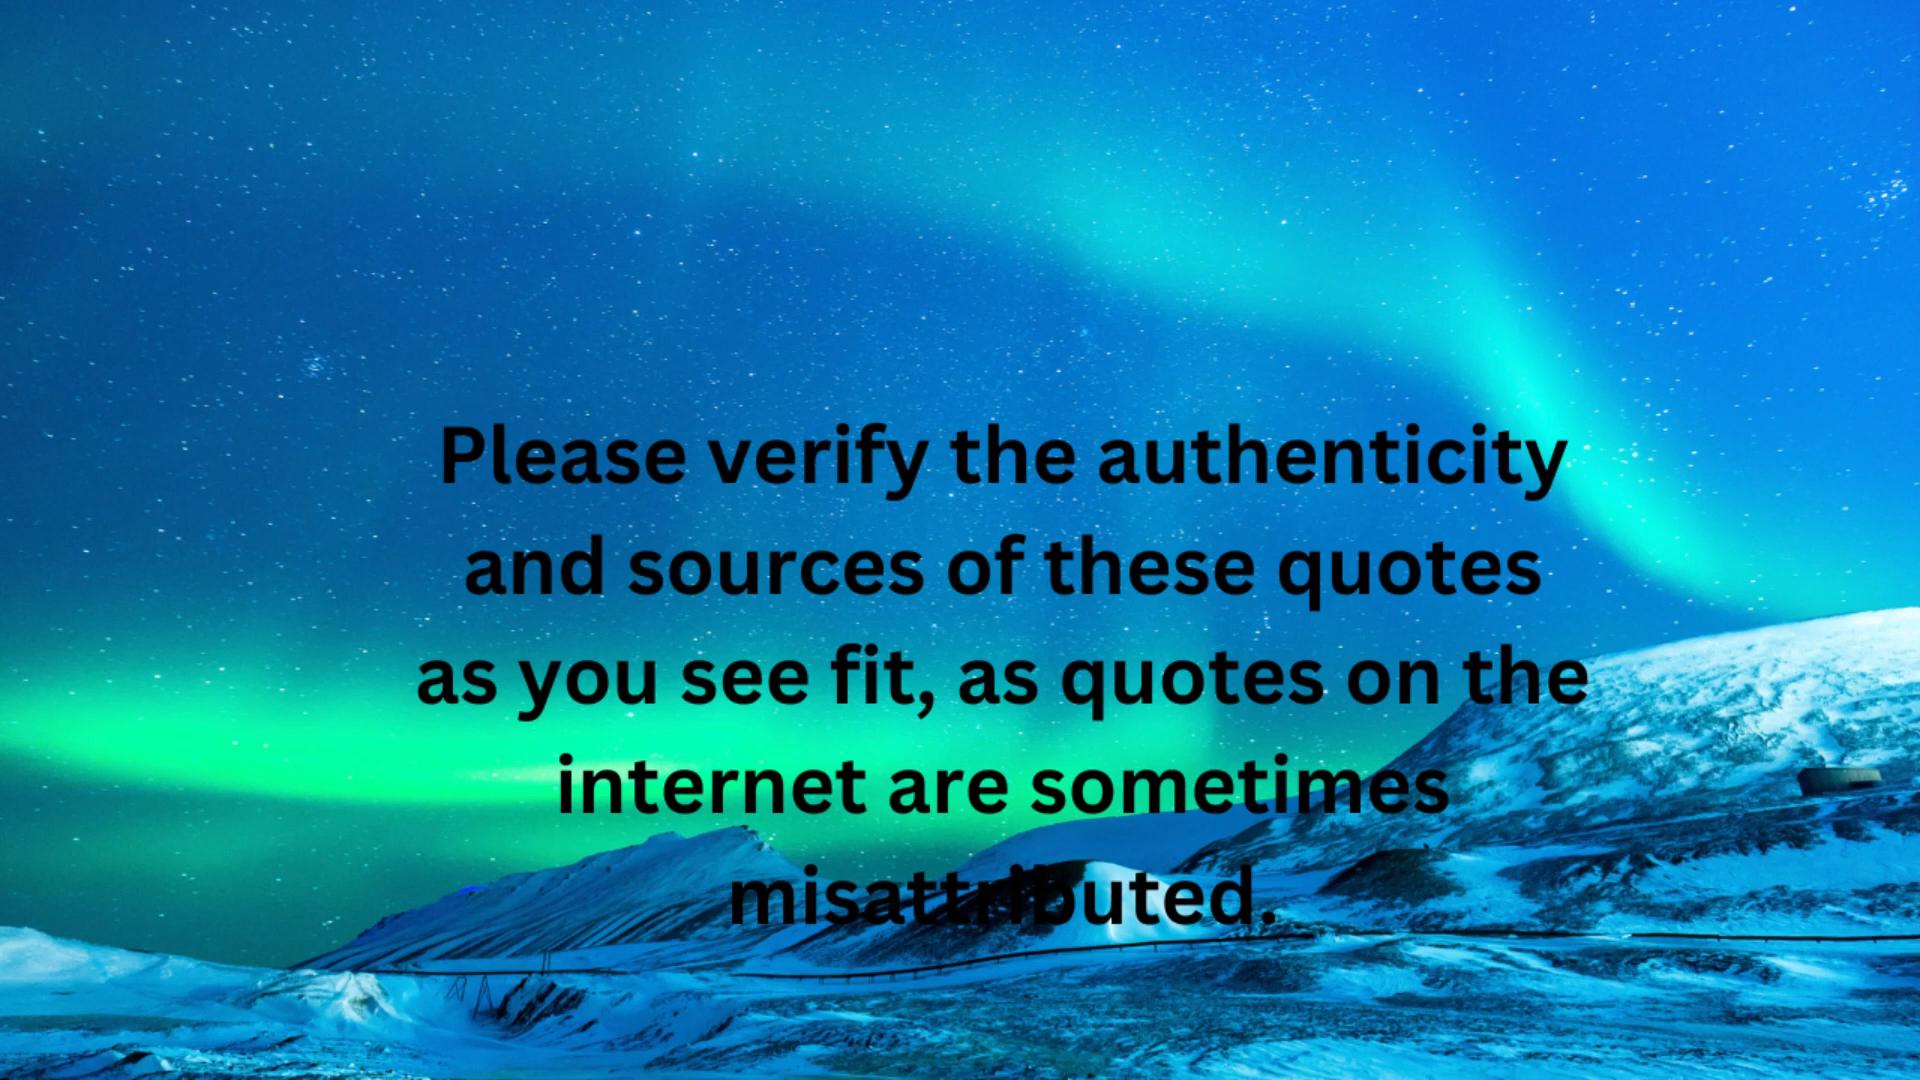 Please verify the authenticity
and sources of these quotes
as you see fit, as quotes on the
internet are sometimes
misattributed.